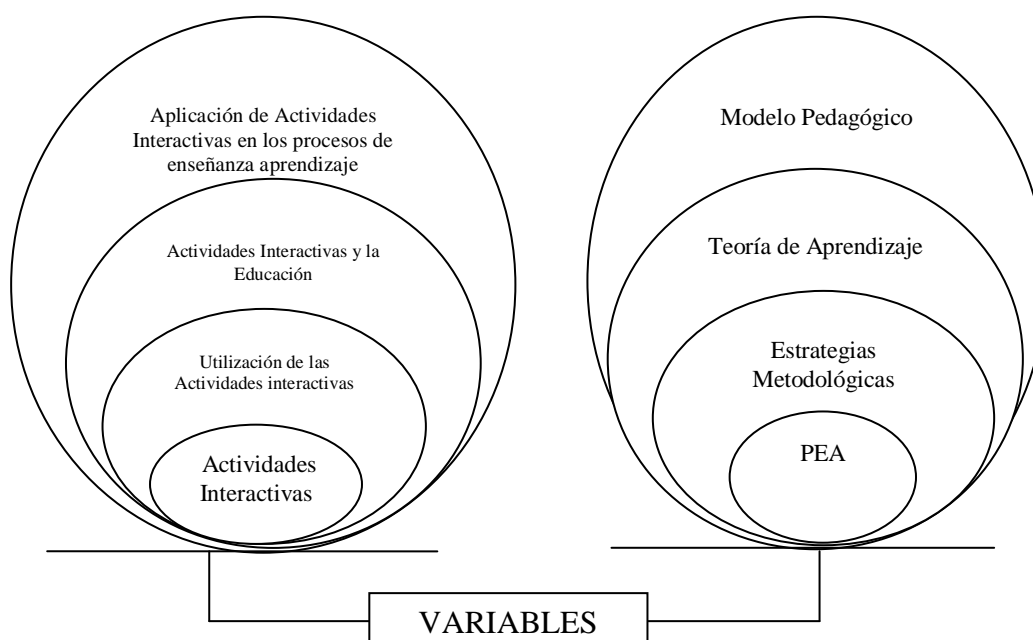 Aplicación de Actividades
Interactivas en los procesos de
enseñanza aprendizaje
Actividades Interactivas y la
Educación
Utilización de las
Actividades interactivas
Actividades
Interactivas
Modelo Pedagógico
Teoría de Aprendizaje
Estrategias
Metodológicas
PEA
VARIABLES